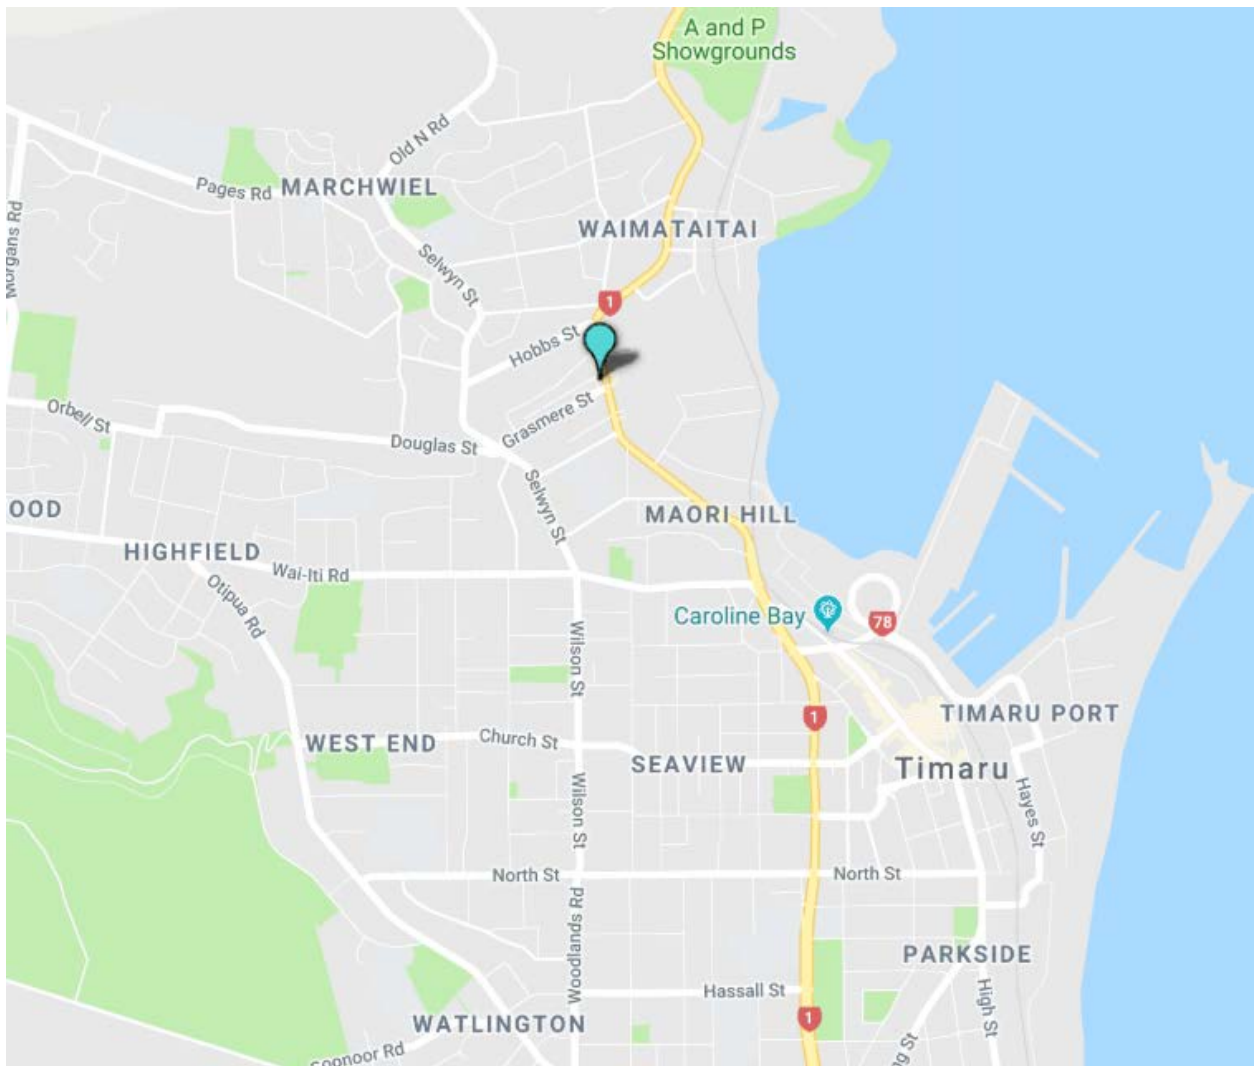 A and P
Showgrounds
Old N Rd
Pages Rd
MARCHWIEL
Morgans Rd
WAIMATAITAI
Selwyn St
1
Hobbs St
Orbell St
Grasmere St
Douglas St
Selwyn St
OOD
MAORI HILL
HIGHFIELD
Wai-Iti Rd
Otipua Rd
Caroline Bay
78
Wilson St
1
TIMARU PORT
WEST END
Church St
SEAVIEW
Timaru
Wilson St
Hayes St
North St
North St
Woodlands Rd
PARKSIDE
Hassall St
High St
1
WATLINGTON
ng St